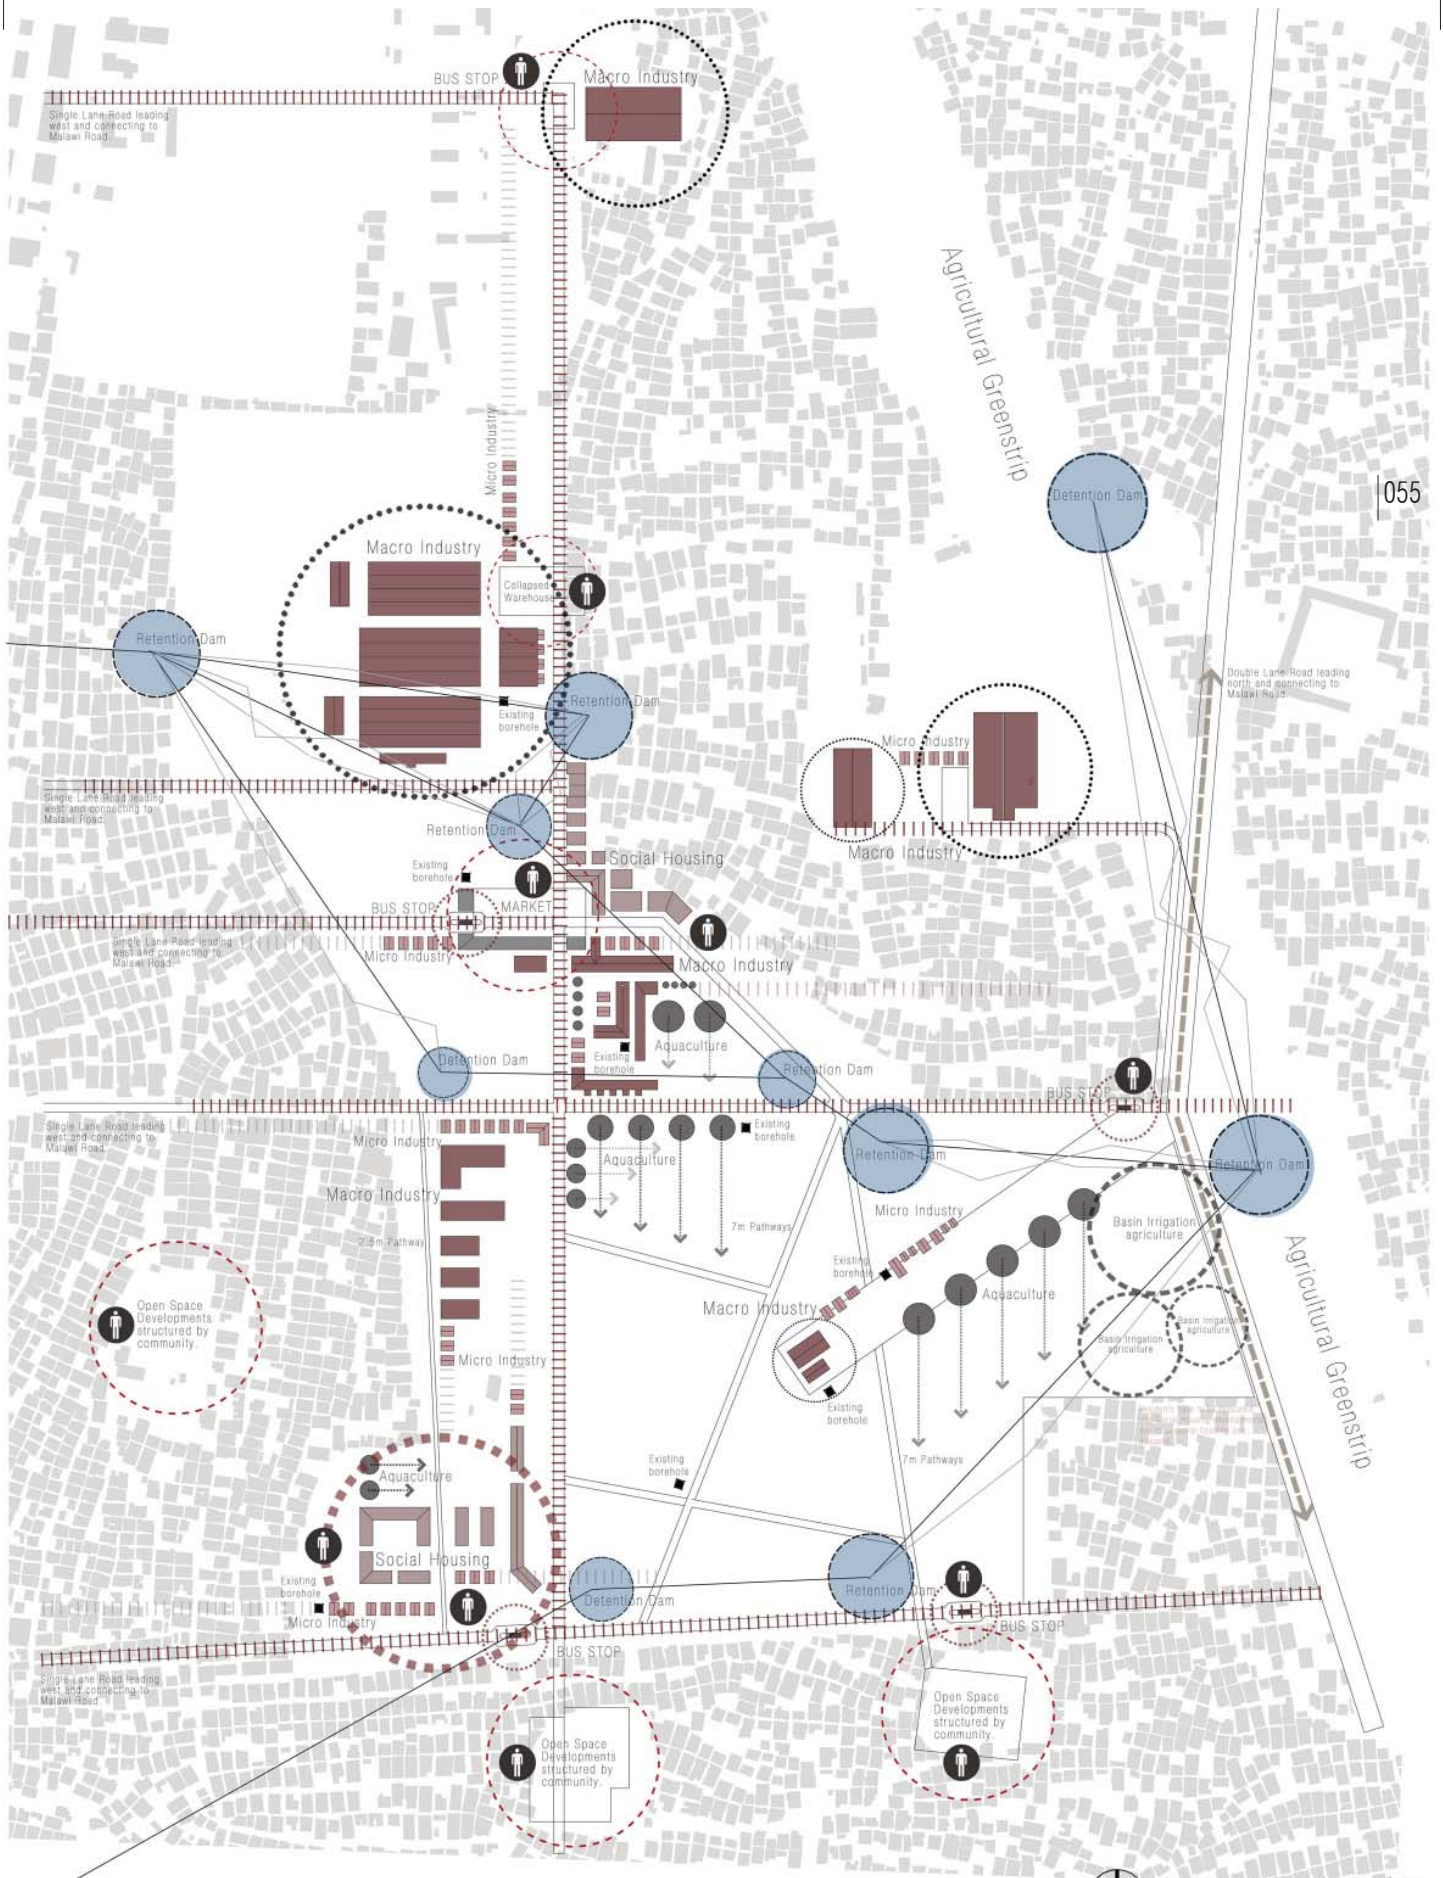 BUS STOP
Macro Industry
Single Lane Road leading
west and connecting to
Malawi Road
Agricultural Greenstrip
Micro Industry
055
Detention Dam
Macro Industry
Collapsed
Warehouse
Retention Dam
Double Lane Road leading
north and connecting to
Malawi Road
Retention Dam
Existing
borehole
Micro Industry
Single Lane Road leading
west and connecting to
Malawi Road
Retention Dam
Macro Industry
Social Housing
Existing
borehole
BUS STOP
MARKET
Single Lane Road leading
west and connecting to
Malawi Road
Micro Industry
Macro Industry
Aquaculture
Existing
borehole
Detention Dam
Retention Dam
BUS STOP
Single Lane Road leading
west and connecting to
Malawi Road
Micro Industry
Existing
borehole
Aquaculture
Retention Dam
Retention Dam
Macro Industry
2.5m Pathway
7m Pathways
Micro Industry
Basin Irrigation
agriculture
Existing
borehole
Agricultural Greenstrip
Aquaculture
Open Space
Developments
structured by
community.
Macro Industry
Basin Irrigation
agriculture
Basin Irrigation
agriculture
Micro Industry
Existing
borehole
Existing
borehole
7m Pathways
Aquaculture
Social Housing
Existing
borehole
Micro Industry
Detention Dam
Retention Dam
BUS STOP
BUS STOP
Single Lane Road leading
west and connecting to
Malawi Road
Open Space
Developments
structured by
community.
Open Space
Developments
structured by
community.